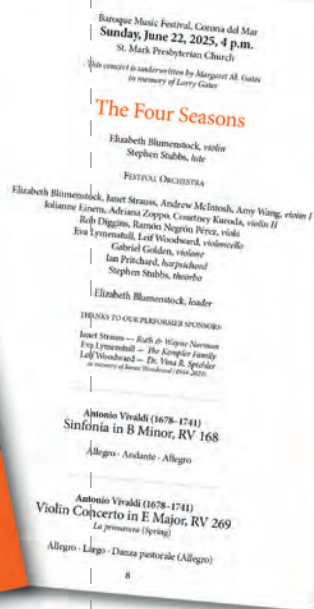 Baroque Music Festival, Corona del Mar
Sunday, June 22, 2025, 4 p.m.
St. Mark Presbyterian Church
This concert is underwritten by Margaret M. Gates
in memory of Larry Gates
The Four Seasons
Elizabeth Blumenstock, violin
Stephen Stubbs, lute
Festival Orchestra
Elizabeth Blumenstock, Janet Strauss, Andrew McIntosh, Amy Wang, violin I
Jolianne Einem, Adriana Zoppo, Courtney Kuroda, violin II
Rob Diggins, Ramón Negrón Pérez, viola
Eva Lymenstull, Leif Woodward, violoncello
Gabriel Golden, violone
Ian Pritchard, harpsichord
Stephen Stubbs, theorbo
Elizabeth Blumenstock, leader
THANKS TO OUR PERFORMER SPONSORS
Janet Strauss — Ruth & Wayne Norman
Eva Lymenstull — The Kempler Family
Leif Woodward — Dr. Vina R. Spiehler
in memory of James Woodward
Antonio Vivaldi (1678-1741)
Sinfonia in B Minor, RV 168
Allegro · Andante · Allegro
Antonio Vivaldi (1678-1741)
Violin Concerto in E Major, RV 269
La primavera (Spring)
Allegro · Largo · Danza pastorale (Allegro)
8